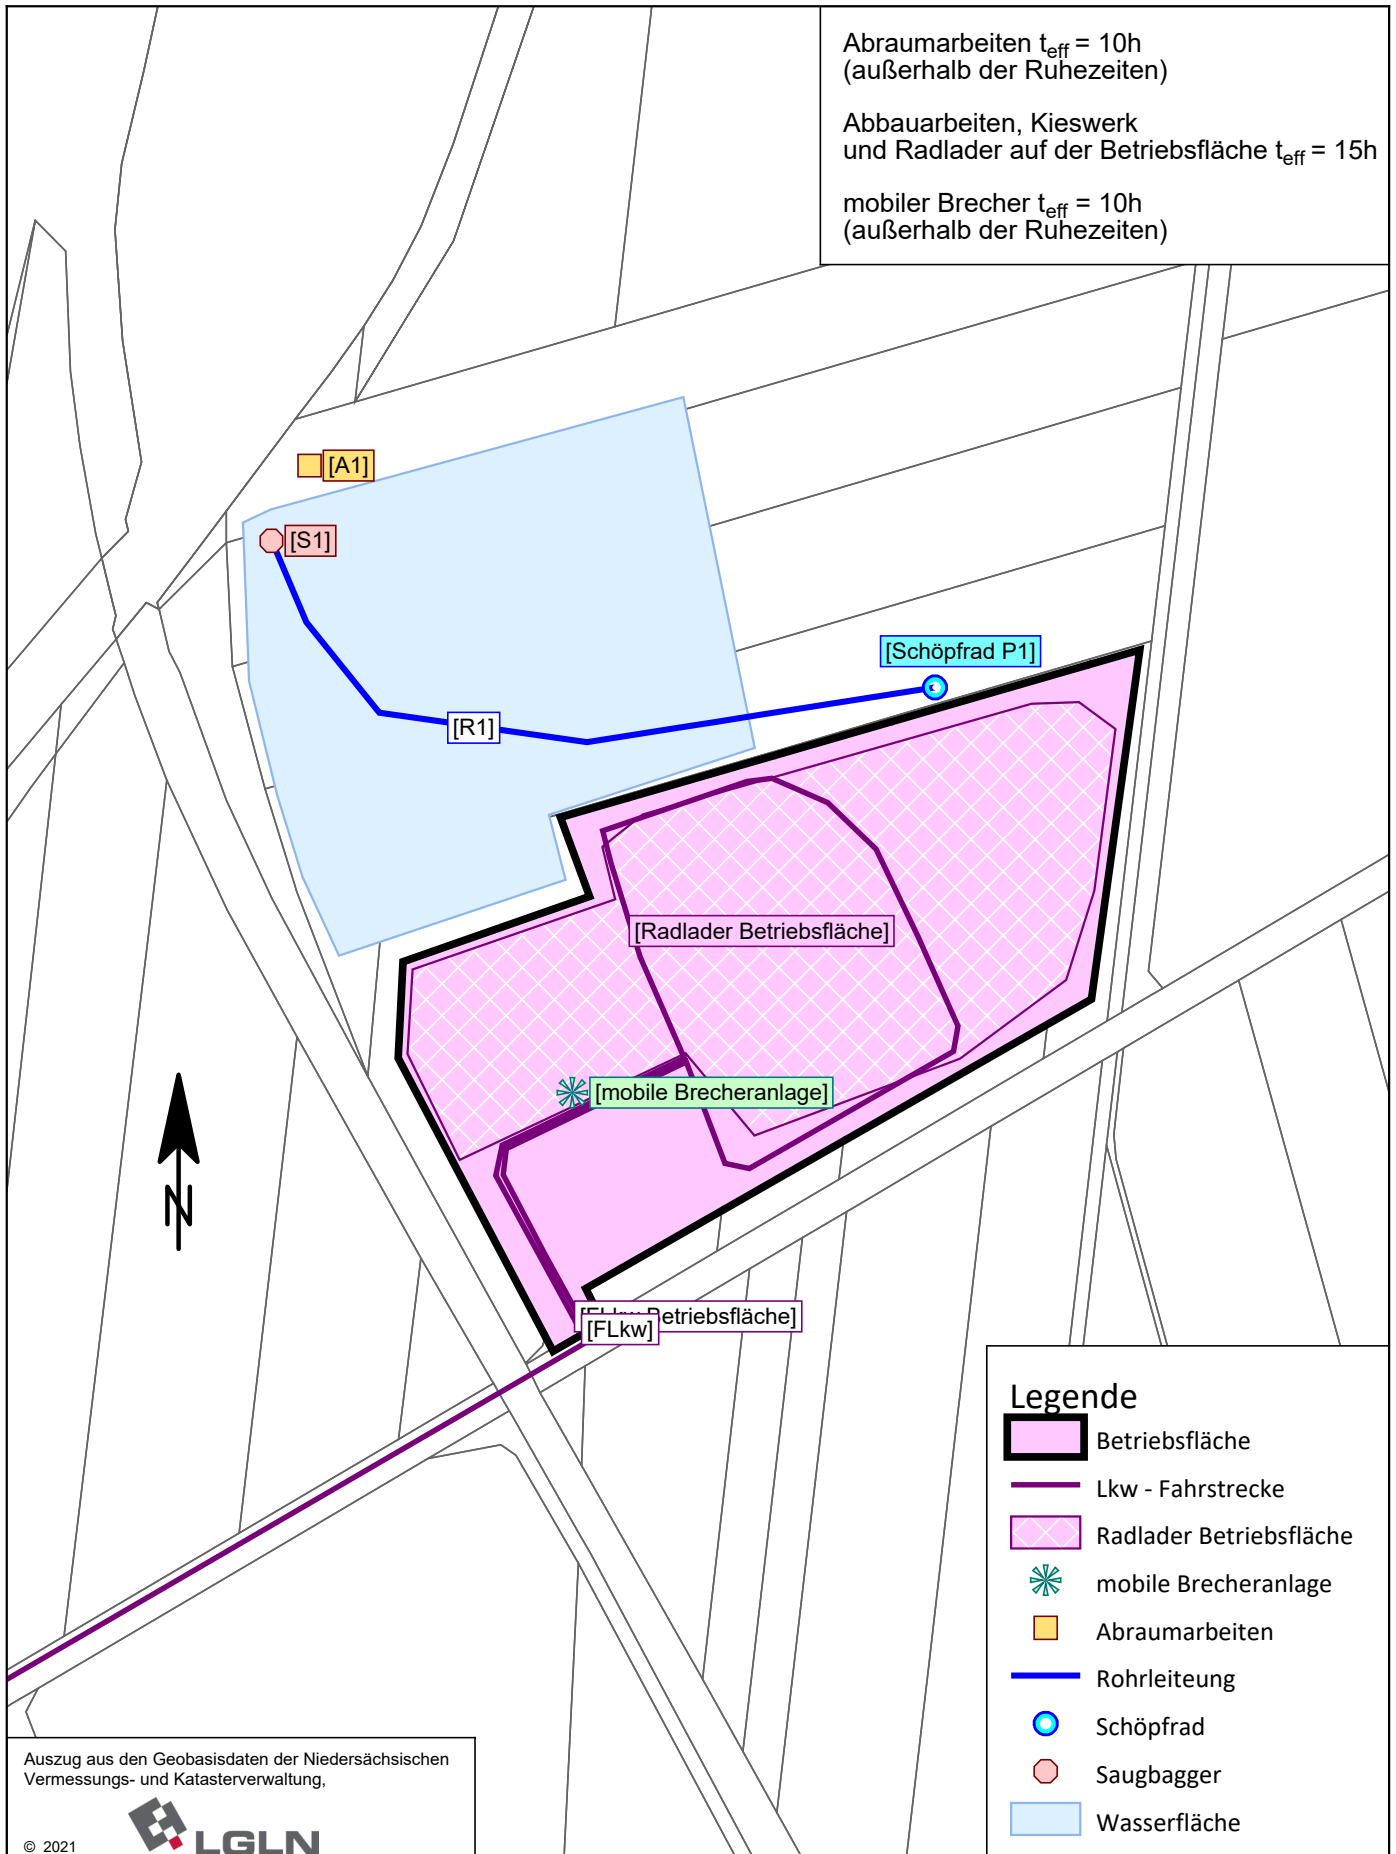 Abraumarbeiten teff = 10h
(außerhalb der Ruhezeiten)
Abbauarbeiten, Kieswerk
und Radlader auf der Betriebsfläche teff = 15h
mobiler Brecher teff = 10h
(außerhalb der Ruhezeiten)
[A1]
[S1]
[Schöpfrad P1]
[R1]
[Radlader Betriebsfläche]
[mobile Brecheranlage]
N
[FLkw Betriebsfläche]
[FLkw]
Legende
Betriebsfläche
Lkw - Fahrstrecke
Radlader Betriebsfläche
mobile Brecheranlage
Abraumarbeiten
Rohrleiteung
Schöpfrad
Saugbagger
Wasserfläche
Auszug aus den Geobasisdaten der Niedersächsischen
Vermessungs- und Katasterverwaltung,
© 2021
LGLN